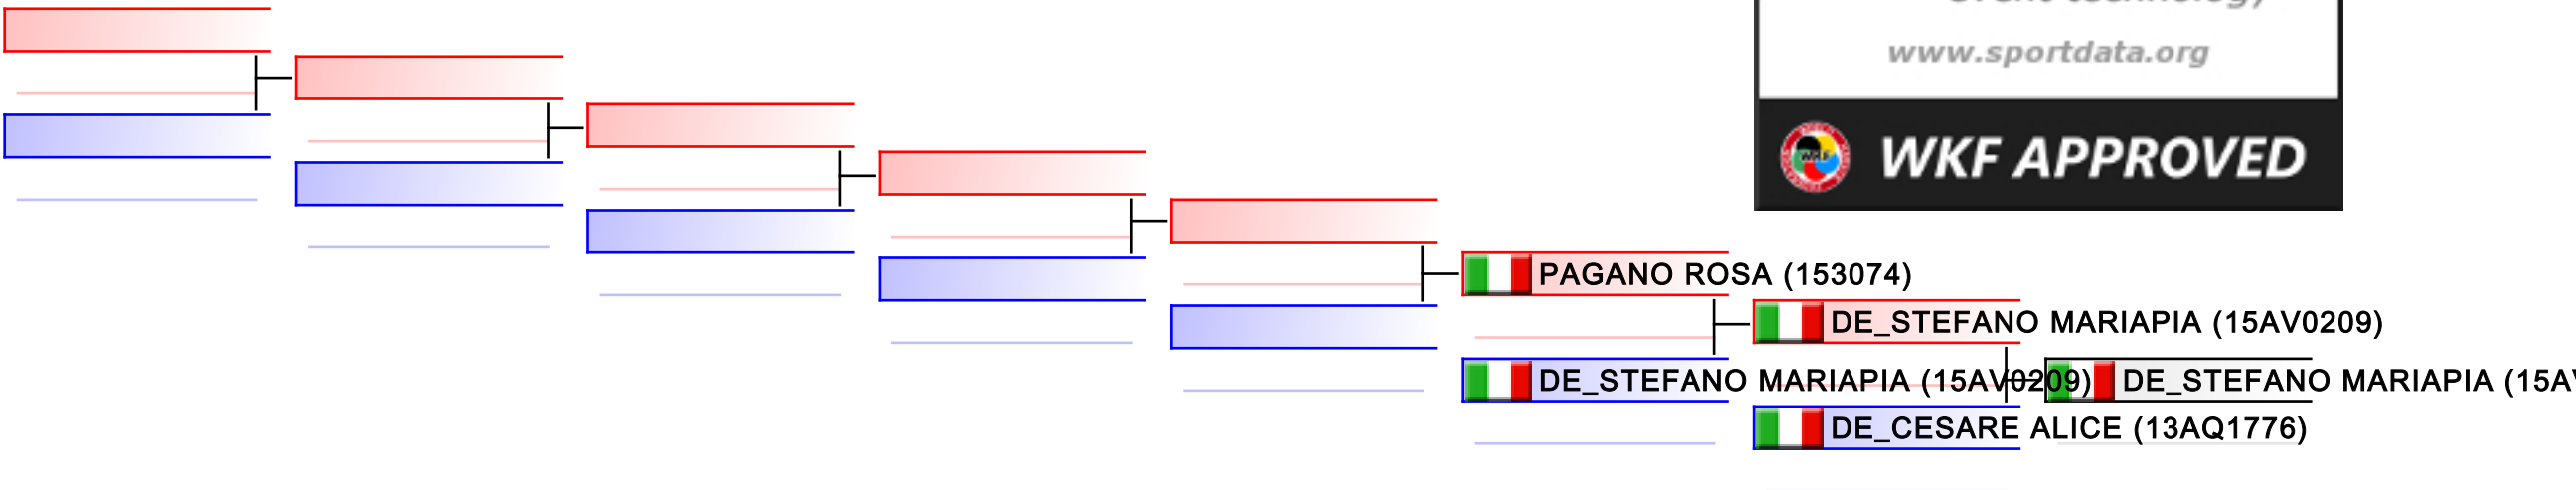 www.sportdata.org
WKF APPROVED
PAGANO ROSA (153074)
DE_STEFANO MARIAPIA (15AV0209)
DE_STEFANO MARIAPIA (15AV0209)
DE_STEFANO MARIAPIA (15AV
DE_CESARE ALICE (13AQ1776)